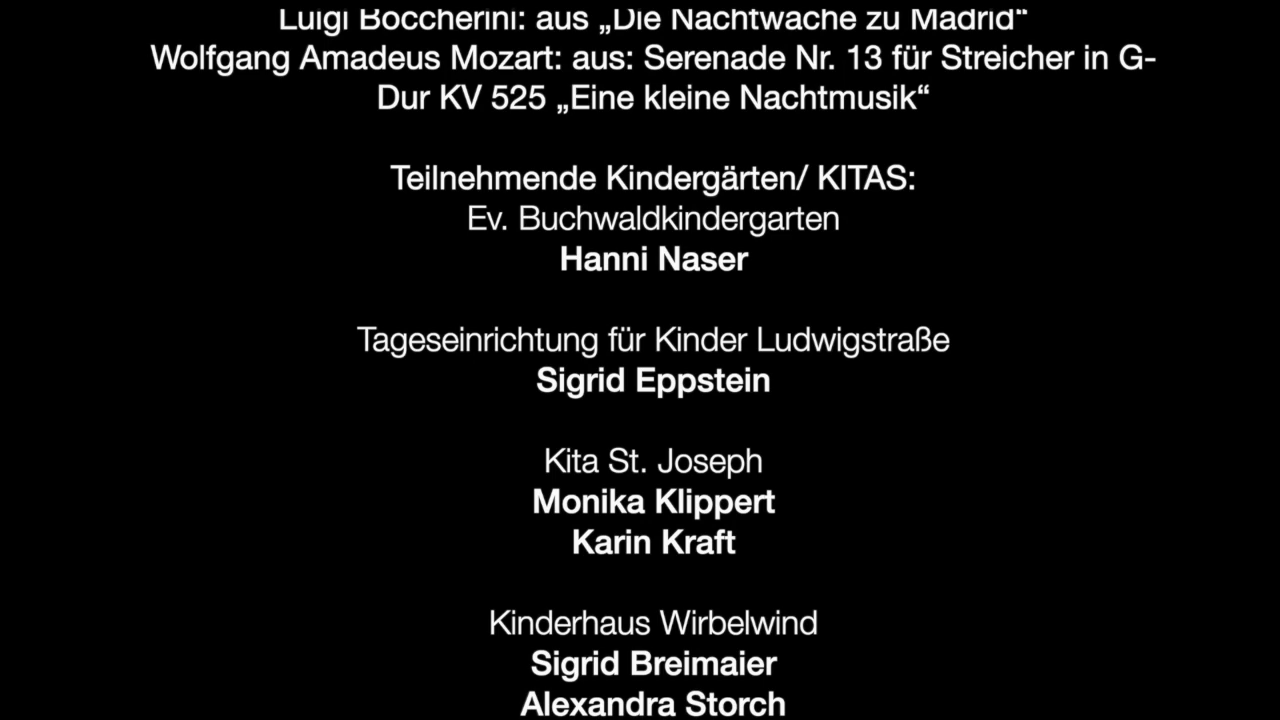 Luigi Boccherini: aus „Die Nachtwache zu Madrid“
Wolfgang Amadeus Mozart: aus: Serenade Nr. 13 für Streicher in G-
Dur KV 525 „Eine kleine Nachtmusik“
Teilnehmende Kindergärten/ KITAS:
Ev. Buchwaldkindergarten
Hanni Naser
Tageseinrichtung für Kinder Ludwigstraße
Sigrid Eppstein
Kita St. Joseph
Monika Klippert
Karin Kraft
Kinderhaus Wirbelwind
Sigrid Breimaier
Alexandra Storch